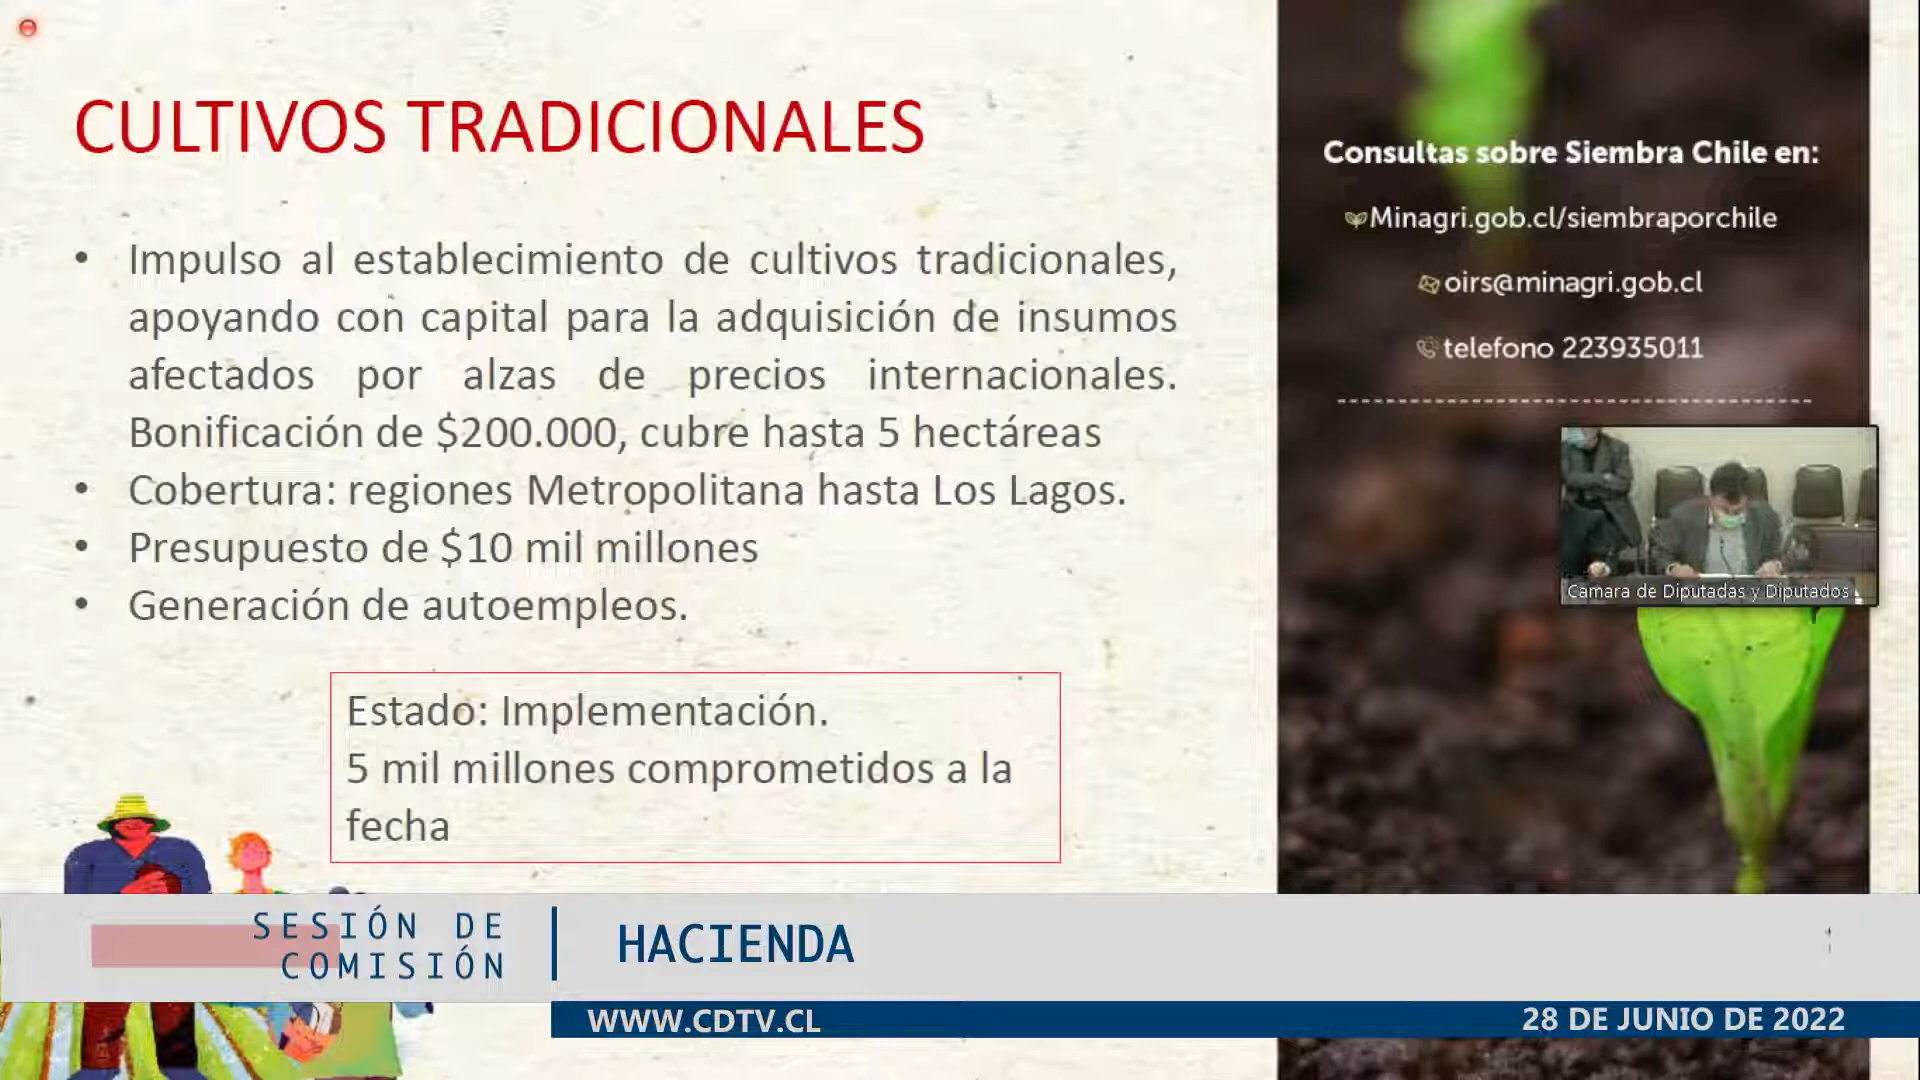 CULTIVOS TRADICIONALES
• Impulso al establecimiento de cultivos tradicionales,
apoyando con capital para la adquisición de insumos
afectados por alzas de precios internacionales.
Bonificación de $200.000, cubre hasta 5 hectáreas
• Cobertura: regiones Metropolitana hasta Los Lagos.
• Presupuesto de $10 mil millones
• Generación de autoempleos.
Estado: Implementación.
5 mil millones comprometidos a la
fecha
Consultas sobre Siembra Chile en:
Minagri.gob.cl/siembraporchile
oirs@minagri.gob.cl
telefono 223935011
Camara de Diputadas y Diputados
SESIÓN DE
COMISIÓN
HACIENDA
WWW.CDTV.CL
28 DE JUNIO DE 2022